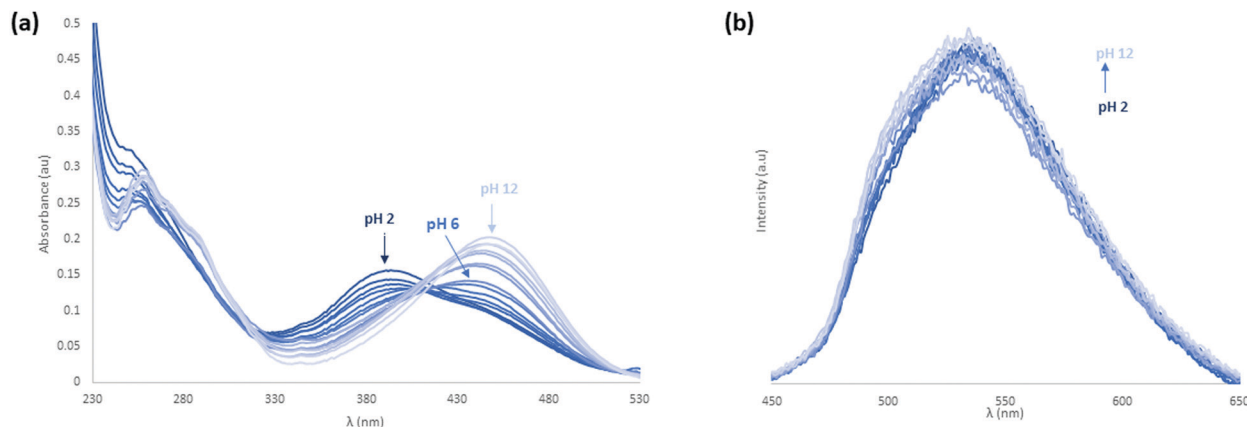 (a)
0.5
0.45
0.4
0.35
0.3
0.25
0.2
0.15
0.1
0.05
0
Absorbance (au)
pH 2
pH 6
pH 12
230 280 330 380 430 480 530
λ (nm)
(b)
pH 12
pH 2
Intensity (a.u)
450 500 550 600 650
λ (nm)